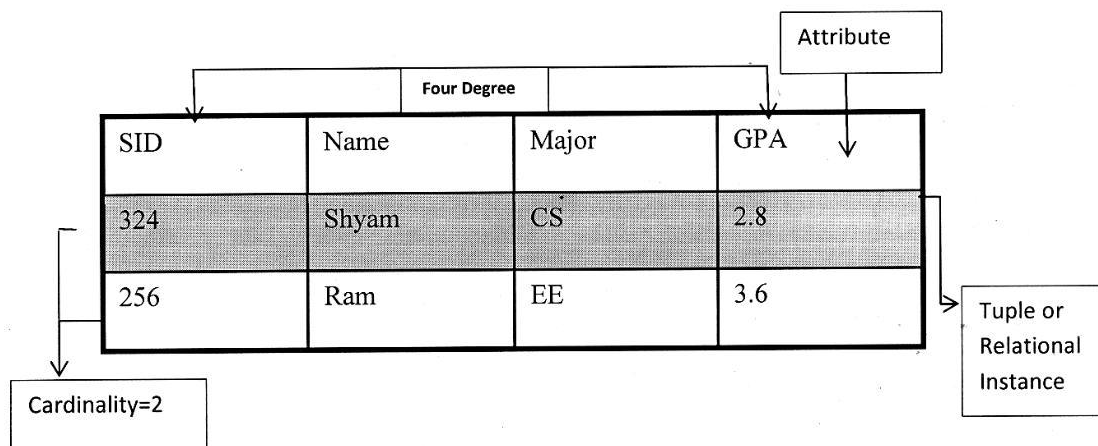 Attribute
Four Degree
SID Name Major GPA
324 Shyam CS 2.8
256 Ram EE 3.6
Tuple or
Relational
Instance
Cardinality=2